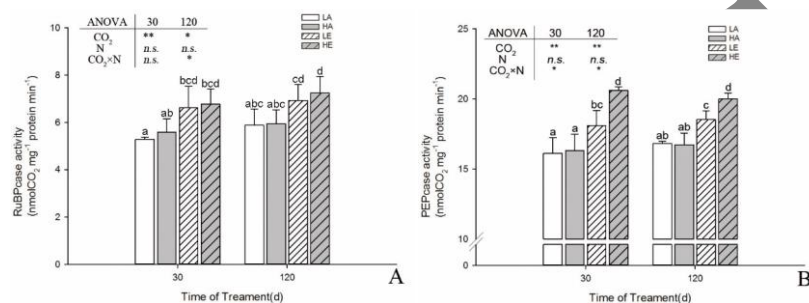 ANOVA 30 120
CO2 ** *
N n.s. n.s.
CO2×N n.s. *
LA
HA
LE
HE
10
8
6
4
2
0
a
ab
bcd
bcd
abc
abc
cd
d
30
120
RuBPcase activity
(nmolCO2 mg-1 protein min-1)
Time of Treament(d)
A
ANOVA 30 120
CO2 ** **
N n.s. n.s.
CO2×N * *
LA
HA
LE
HE
25
20
15
10
0
a
a
bc
d
ab
ab
c
d
30
120
PEPcase activity
(nmolCO2 mg-1 protein min-1)
Time of Treament(d)
B